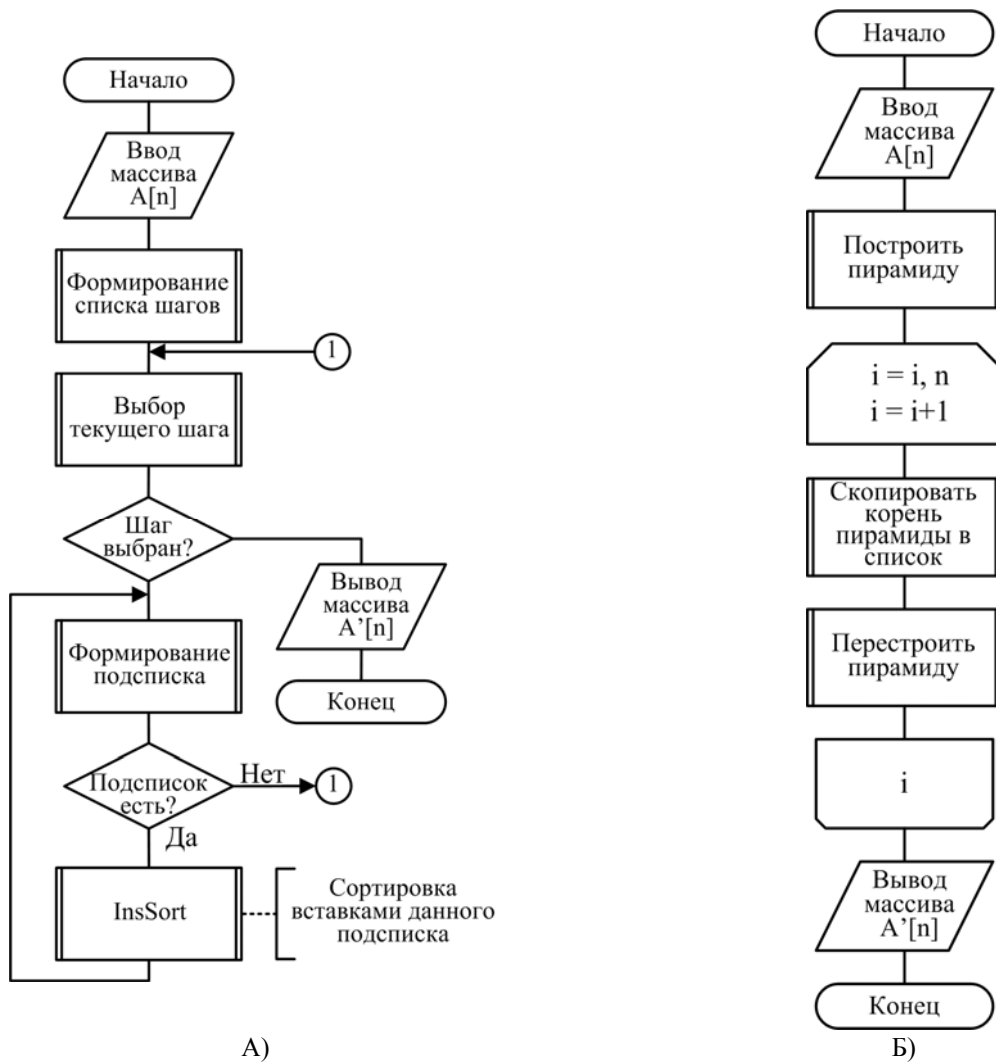 Начало
Ввод
массива
A[n]
Формирование
списка шагов
1
Выбор
текущего шага
Шаг
выбран?
Вывод
массива
A’[n]
Конец
Формирование
подсписка
Подсписок
есть?
Нет
1
Да
InsSort
Сортировка
вставками данного
подсписка
А)
Начало
Ввод
массива
A[n]
Построить
пирамиду
i = i, n
i = i+1
Скопировать
корень
пирамиды в
список
Перестроить
пирамиду
i
Вывод
массива
A’[n]
Конец
Б)